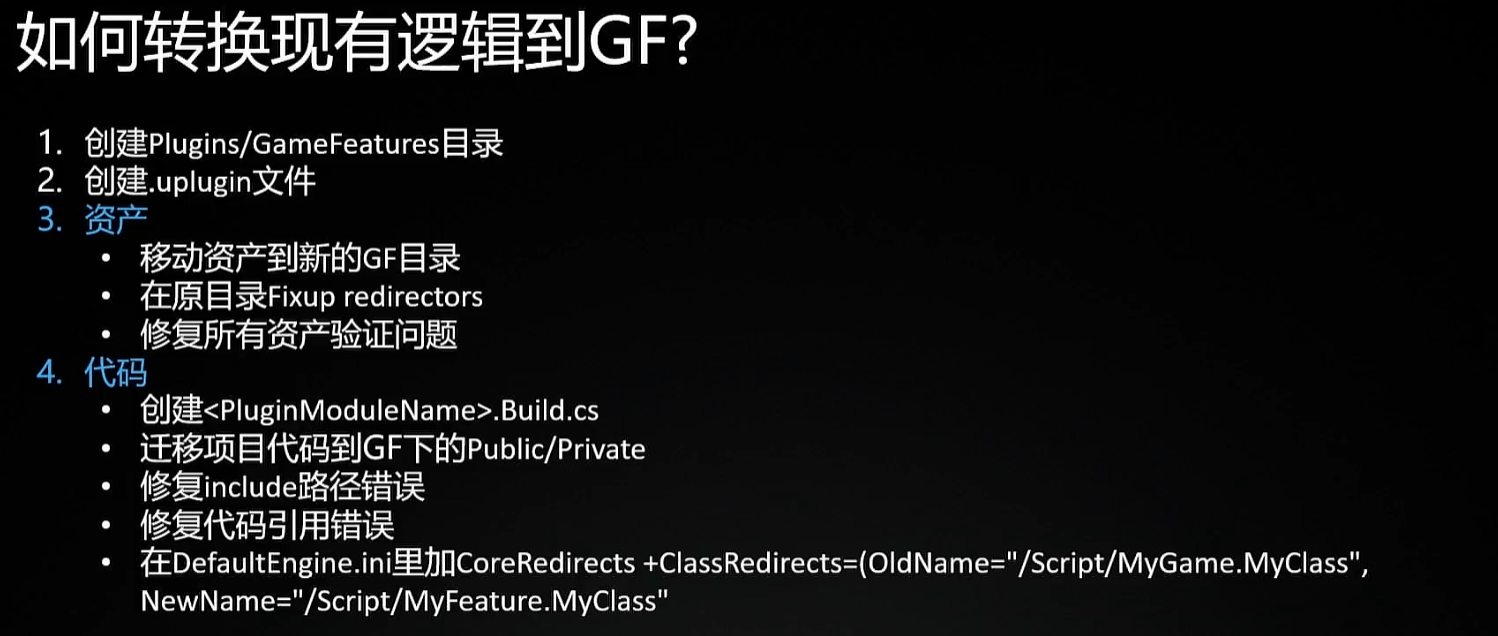 如何转换现有逻辑到GF?
1. 创建Plugins/GameFeatures目录
2. 创建.uplugin文件
3. 资产
• 移动资产到新的GF目录
• 在原目录Fixup redirectors
• 修复所有资产验证问题
4. 代码
• 创建<PluginModuleName>.Build.cs
• 迁移项目代码到GF下的Public/Private
• 修复include路径错误
• 修复代码引用错误
• 在DefaultEngine.ini里加CoreRedirects +ClassRedirects=(OldName="/Script/MyGame.MyClass",
NewName="/Script/MyFeature.MyClass"